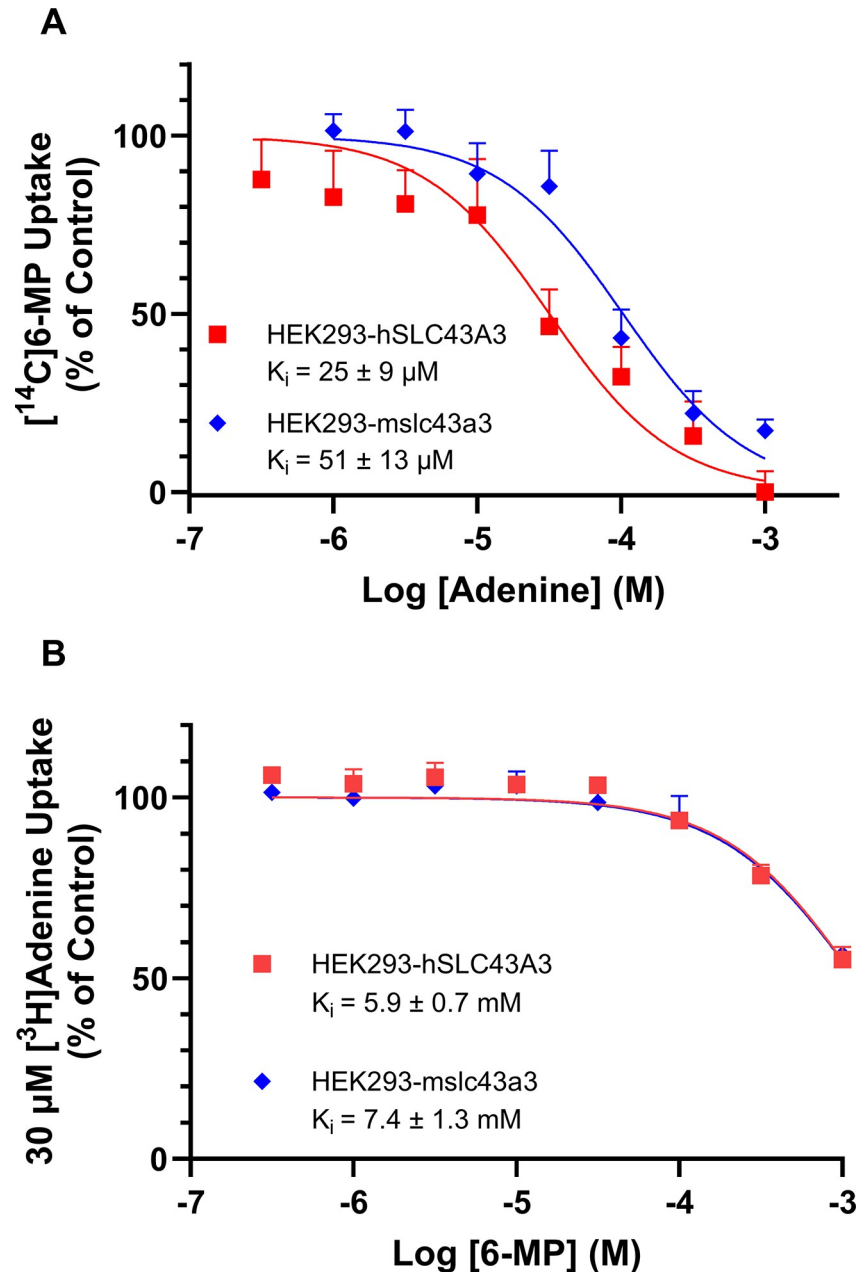 A
[¹⁴C]6-MP Uptake
(% of Control)
100
50
0
HEK293-hSLC43A3
Kᵢ = 25 ± 9 µM
HEK293-mslc43a3
Kᵢ = 51 ± 13 µM
-7 -6 -5 -4 -3
Log [Adenine] (M)
B
30 µM [³H]Adenine Uptake
(% of Control)
100
50
0
HEK293-hSLC43A3
Kᵢ = 5.9 ± 0.7 mM
HEK293-mslc43a3
Kᵢ = 7.4 ± 1.3 mM
-7 -6 -5 -4 -3
Log [6-MP] (M)